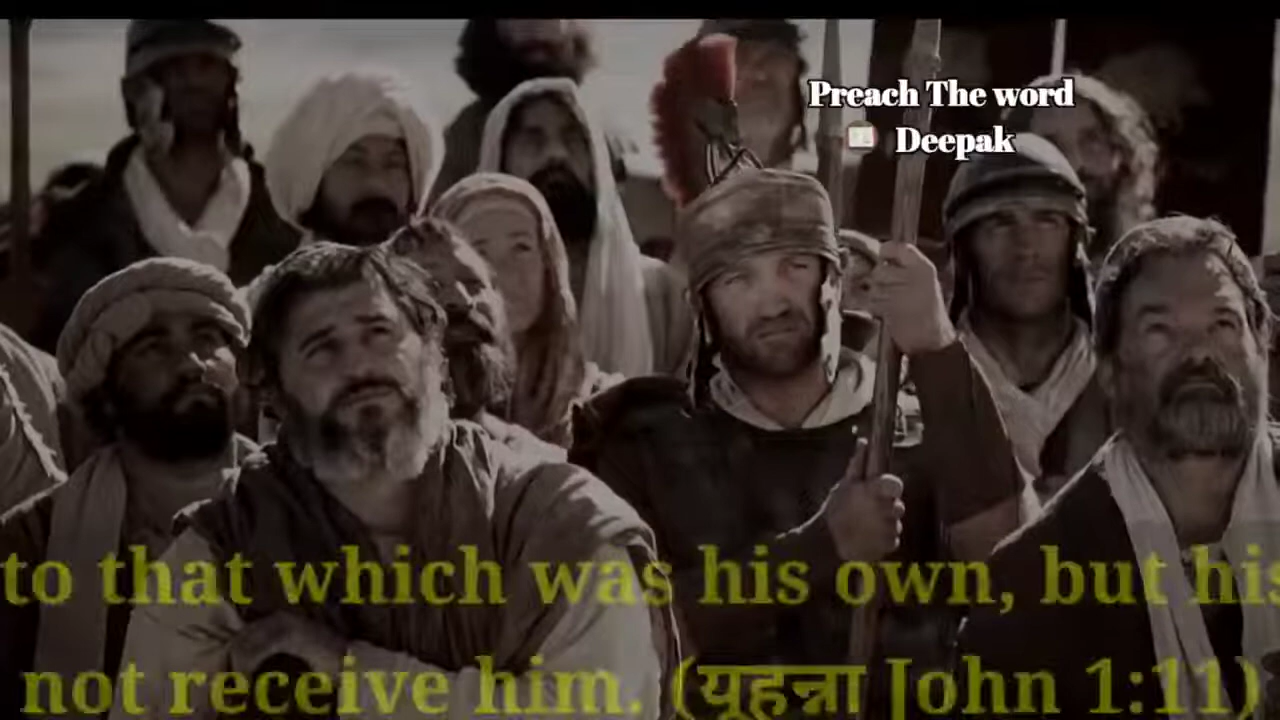 Preach The word
Deepak
to that which was his own, but his
not receive him. (यूहन्ना John 1:11)